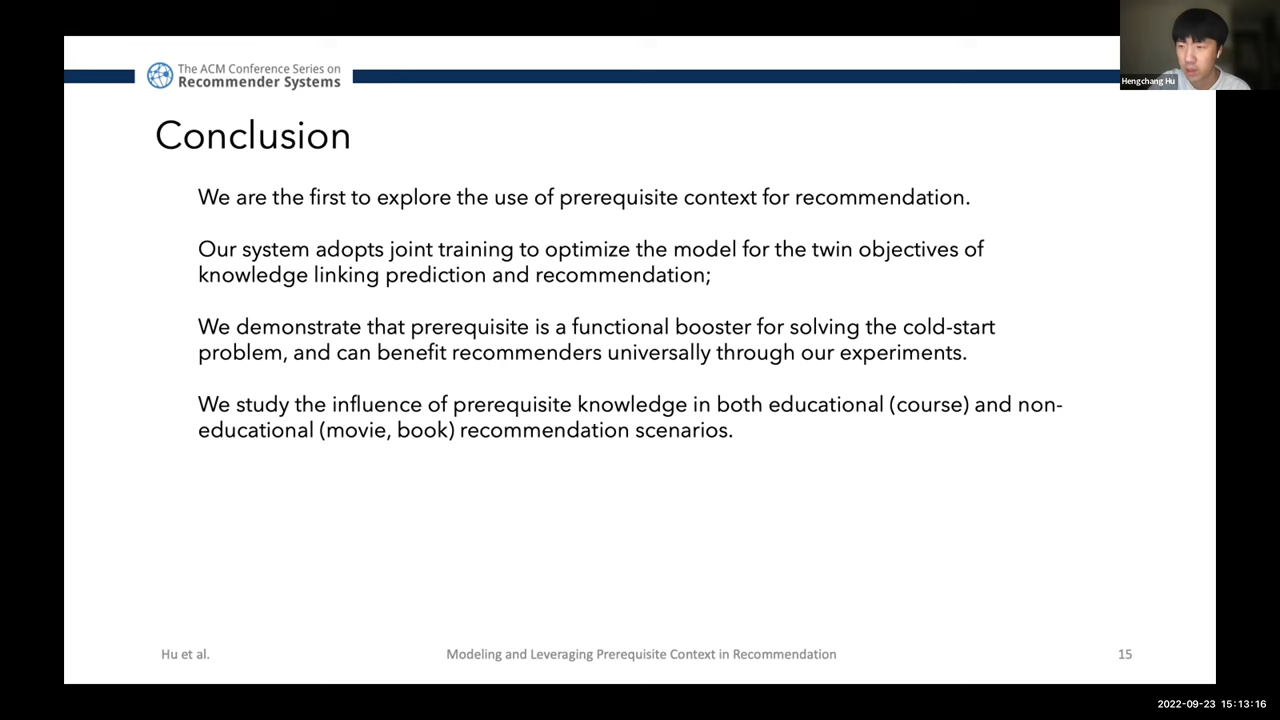 The ACM Conference Series on
Recommender Systems
Hengchang Hu
Conclusion
We are the first to explore the use of prerequisite context for recommendation.
Our system adopts joint training to optimize the model for the twin objectives of
knowledge linking prediction and recommendation;
We demonstrate that prerequisite is a functional booster for solving the cold-start
problem, and can benefit recommenders universally through our experiments.
We study the influence of prerequisite knowledge in both educational (course) and non-
educational (movie, book) recommendation scenarios.
Hu et al.
Modeling and Leveraging Prerequisite Context in Recommendation
15
2022-09-23 15:13:16